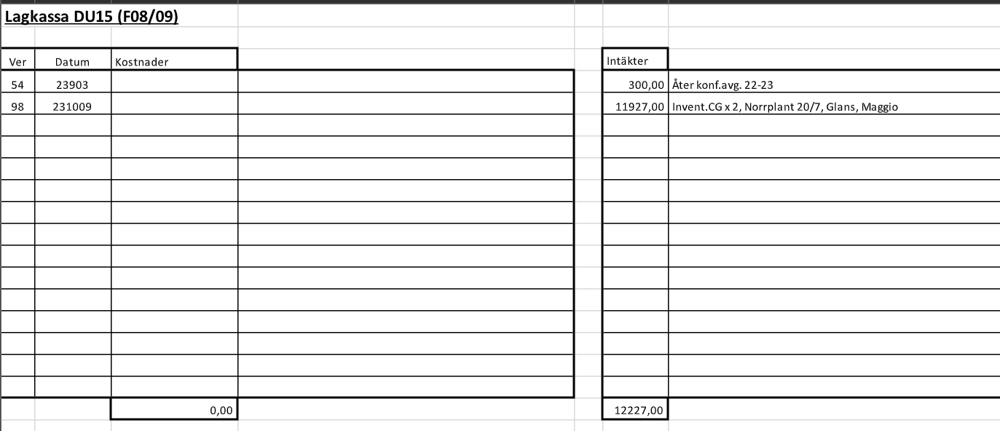 Lagkassa DU15 (F08/09)
Ver Datum Kostnader Intäkter
54 23903 300,00 Åter konf.avg. 22-23
98 231009 11927,00 Invent.CG x 2, Norrplant 20/7, Glans, Maggio
0,00 12227,00